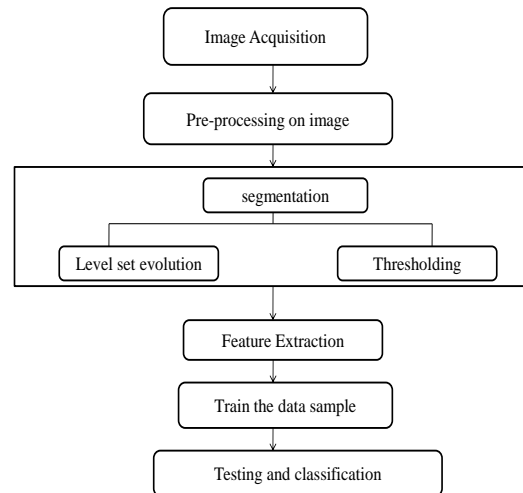 Image Acquisition
Pre-processing on image
segmentation
Level set evolution
Thresholding
Feature Extraction
Train the data sample
Testing and classification